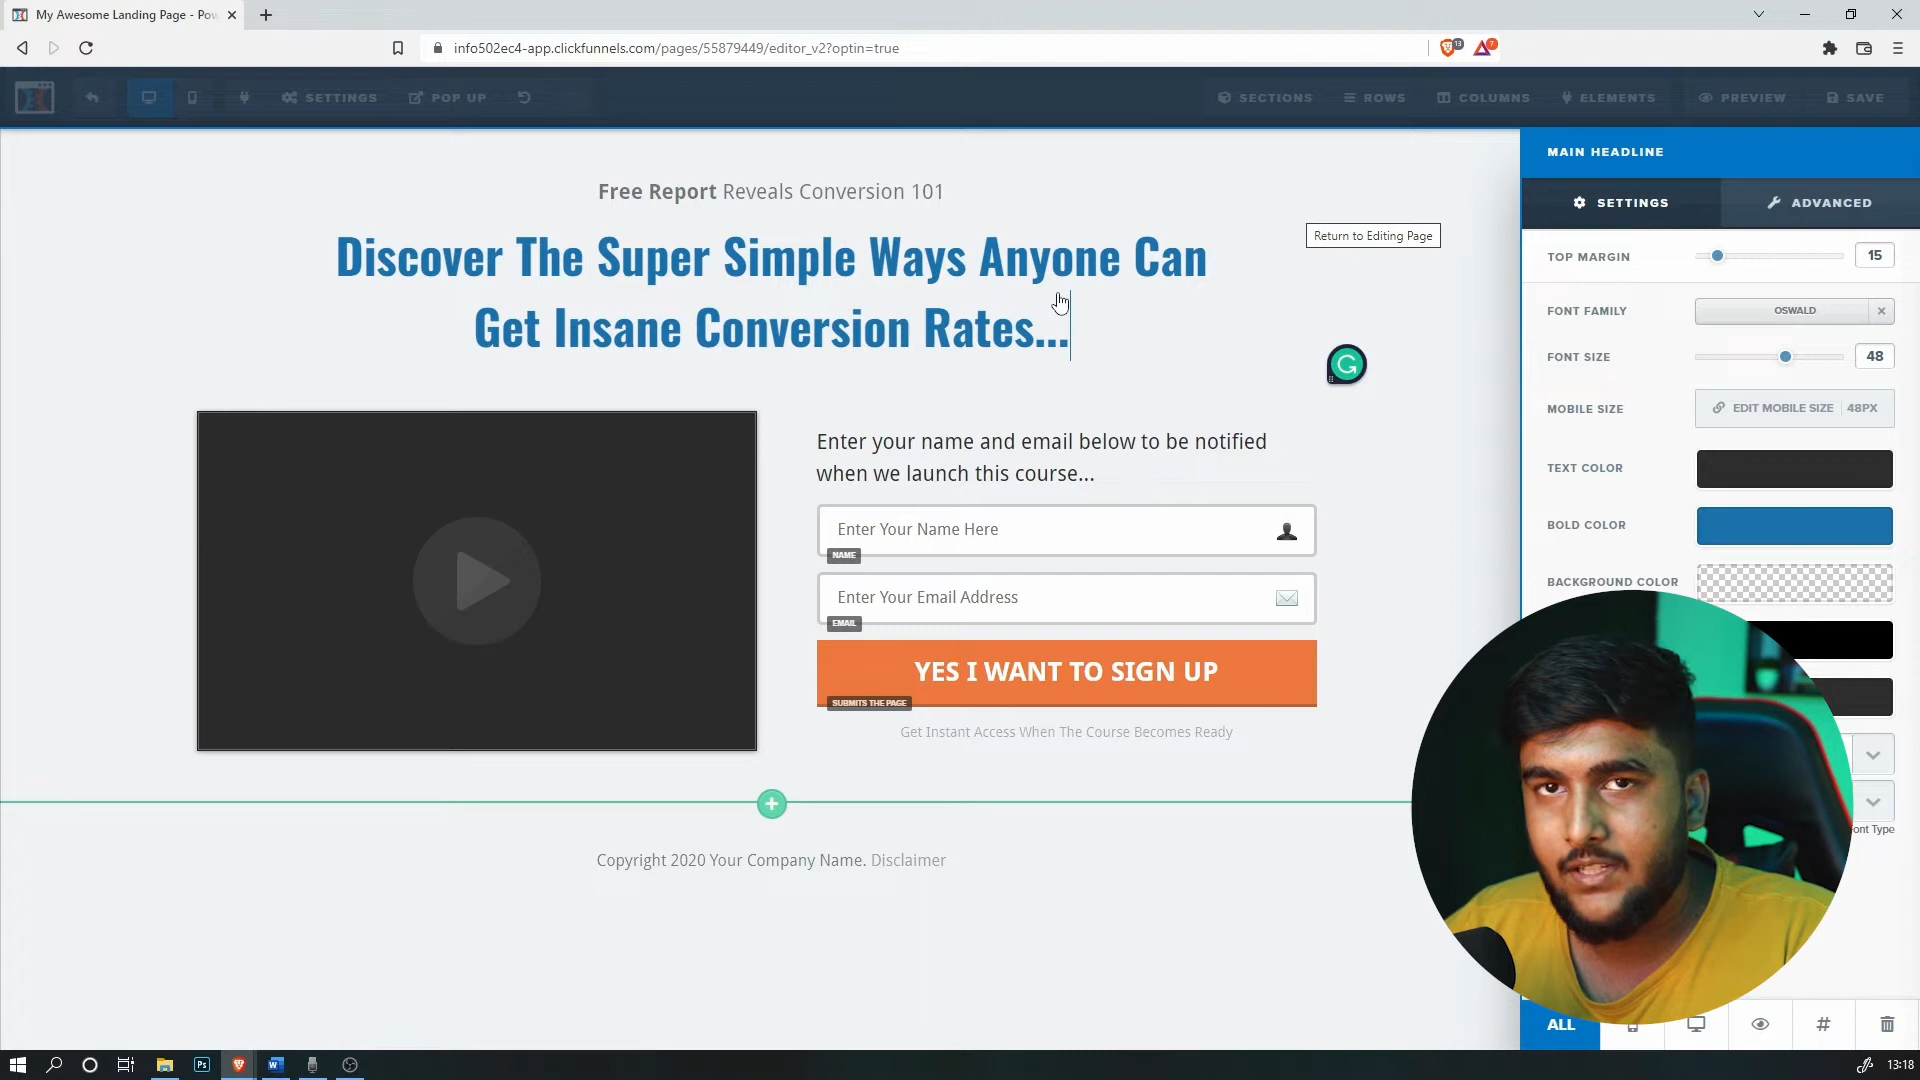 My Awesome Landing Page - Pow
info502ec4-app.clickfunnels.com/pages/55879449/editor_v2?optin=true
13
7
SETTINGS
POP UP
SECTIONS
ROWS
COLUMNS
ELEMENTS
PREVIEW
SAVE
Free Report Reveals Conversion 101
Discover The Super Simple Ways Anyone Can
Get Insane Conversion Rates...
Return to Editing Page
Enter your name and email below to be notified
when we launch this course...
Enter Your Name Here
NAME
Enter Your Email Address
EMAIL
YES I WANT TO SIGN UP
SUBMITS THE PAGE
Get Instant Access When The Course Becomes Ready
Copyright 2020 Your Company Name. Disclaimer
MAIN HEADLINE
SETTINGS
ADVANCED
TOP MARGIN
15
FONT FAMILY
OSWALD
FONT SIZE
48
MOBILE SIZE
EDIT MOBILE SIZE
48PX
TEXT COLOR
BOLD COLOR
BACKGROUND COLOR
ont Type
ALL
#
Ps
W
13:18